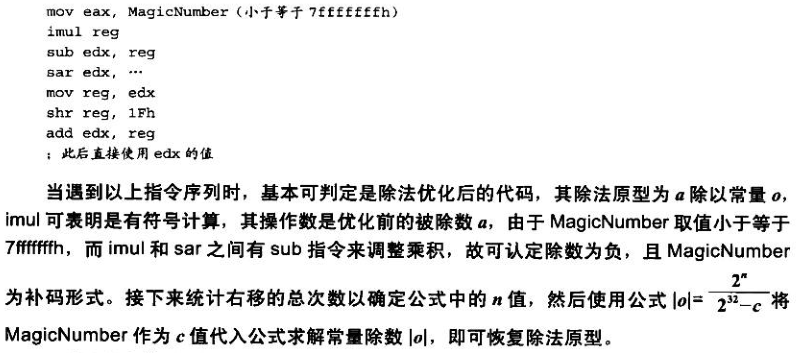 mov eax, MagicNumber（小于等于 7fffffffh）
imul reg
sub edx, reg
sar edx, …
mov reg, edx
shr reg, 1Fh
add edx, reg
; 此后直接使用 edx 的值
当遇到以上指令序列时，基本可判定是除法优化后的代码，其除法原型为 a 除以常量 o，
imul 可表明是有符号计算，其操作数是优化前的被除数 a，由于 MagicNumber 取值小于等于
7fffffffh，而 imul 和 sar 之间有 sub 指令来调整乘积，故可认定除数为负，且 MagicNumber
为补码形式。接下来统计右移的总次数以确定公式中的 n 值，然后使用公式 |o|= 2ⁿ / 2³²−c 将
MagicNumber 作为 c 值代入公式求解常量除数 |o|，即可恢复除法原型。